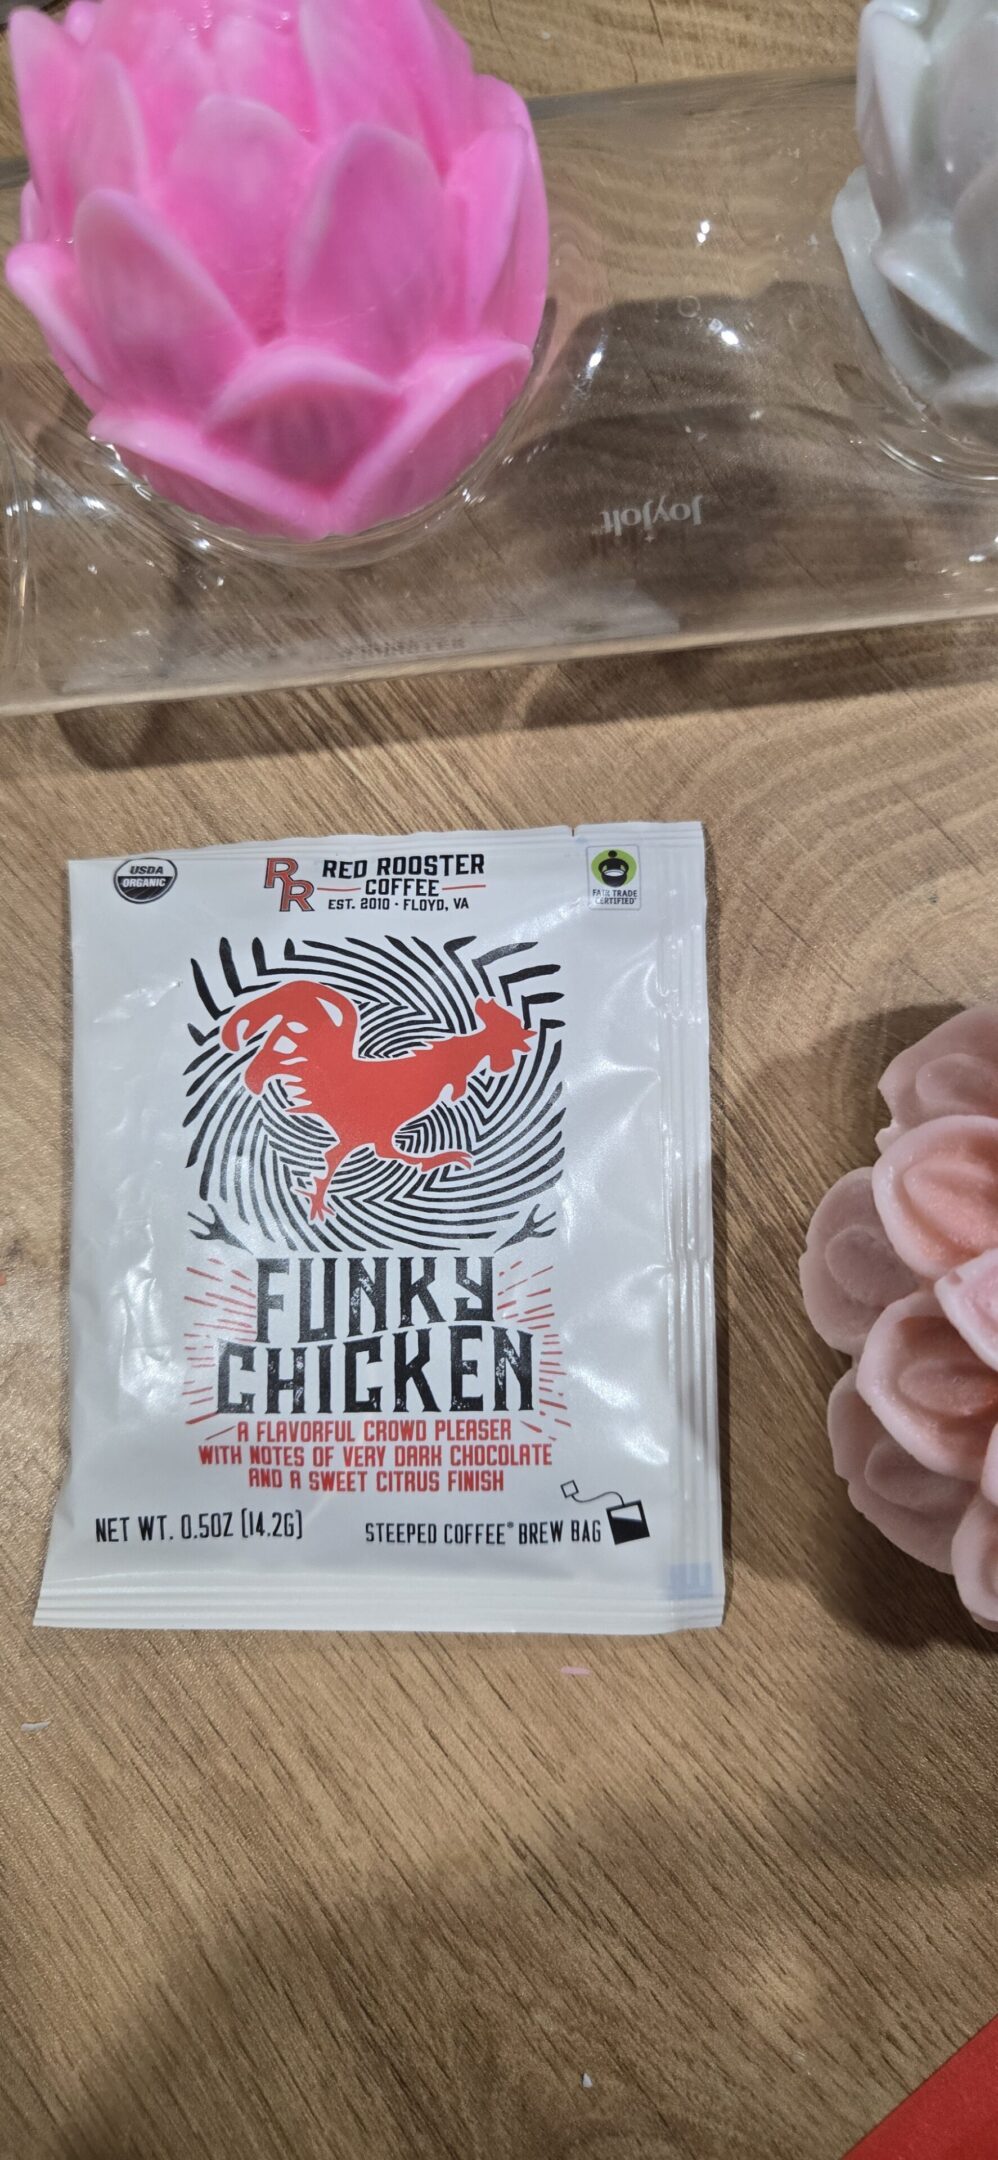 Joyjolt
USDA
ORGANIC
RR
RED ROOSTER
COFFEE
EST. 2010 · FLOYD, VA
FAIR TRADE
CERTIFIED
FUNKY
CHICKEN
A FLAVORFUL CROWD PLEASER
WITH NOTES OF VERY DARK CHOCOLATE
AND A SWEET CITRUS FINISH
NET WT. 0.5OZ (14.2G)
STEEPED COFFEE® BREW BAG